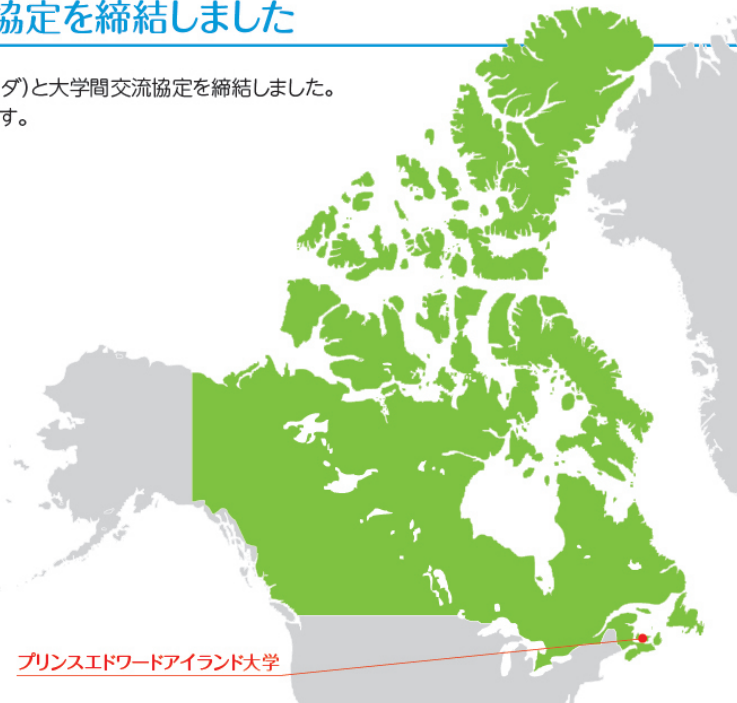 協定を締結しました
ダ)と大学間交流協定を締結しました。
す。
プリンスエドワードアイランド大学